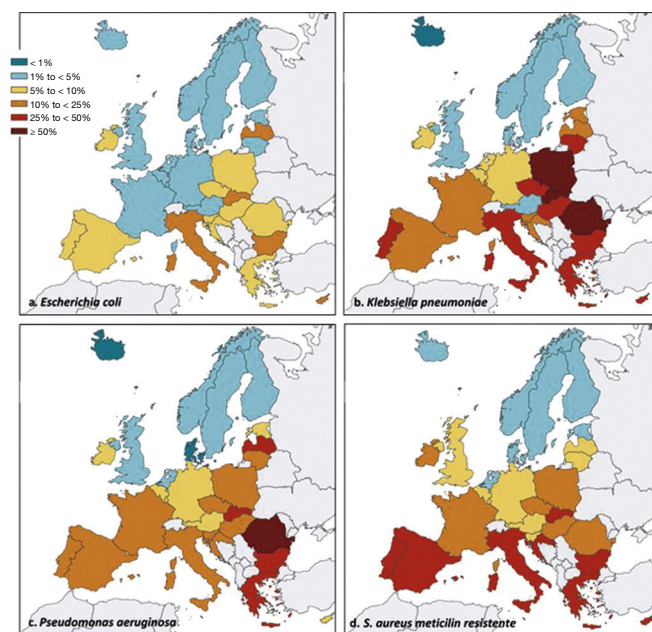 < 1%
1% to < 5%
5% to < 10%
10% to < 25%
25% to < 50%
≥ 50%
a. Escherichia coli
b. Klebsiella pneumoniae
c. Pseudomonas aeruginosa
d. S. aureus meticilin resistente